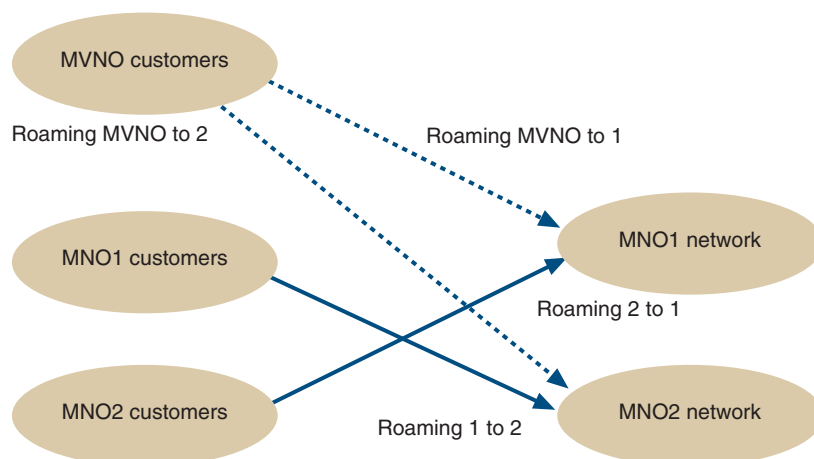 MVNO customers
Roaming MVNO to 2
Roaming MVNO to 1
MNO1 customers
MNO1 network
Roaming 2 to 1
MNO2 customers
MNO2 network
Roaming 1 to 2